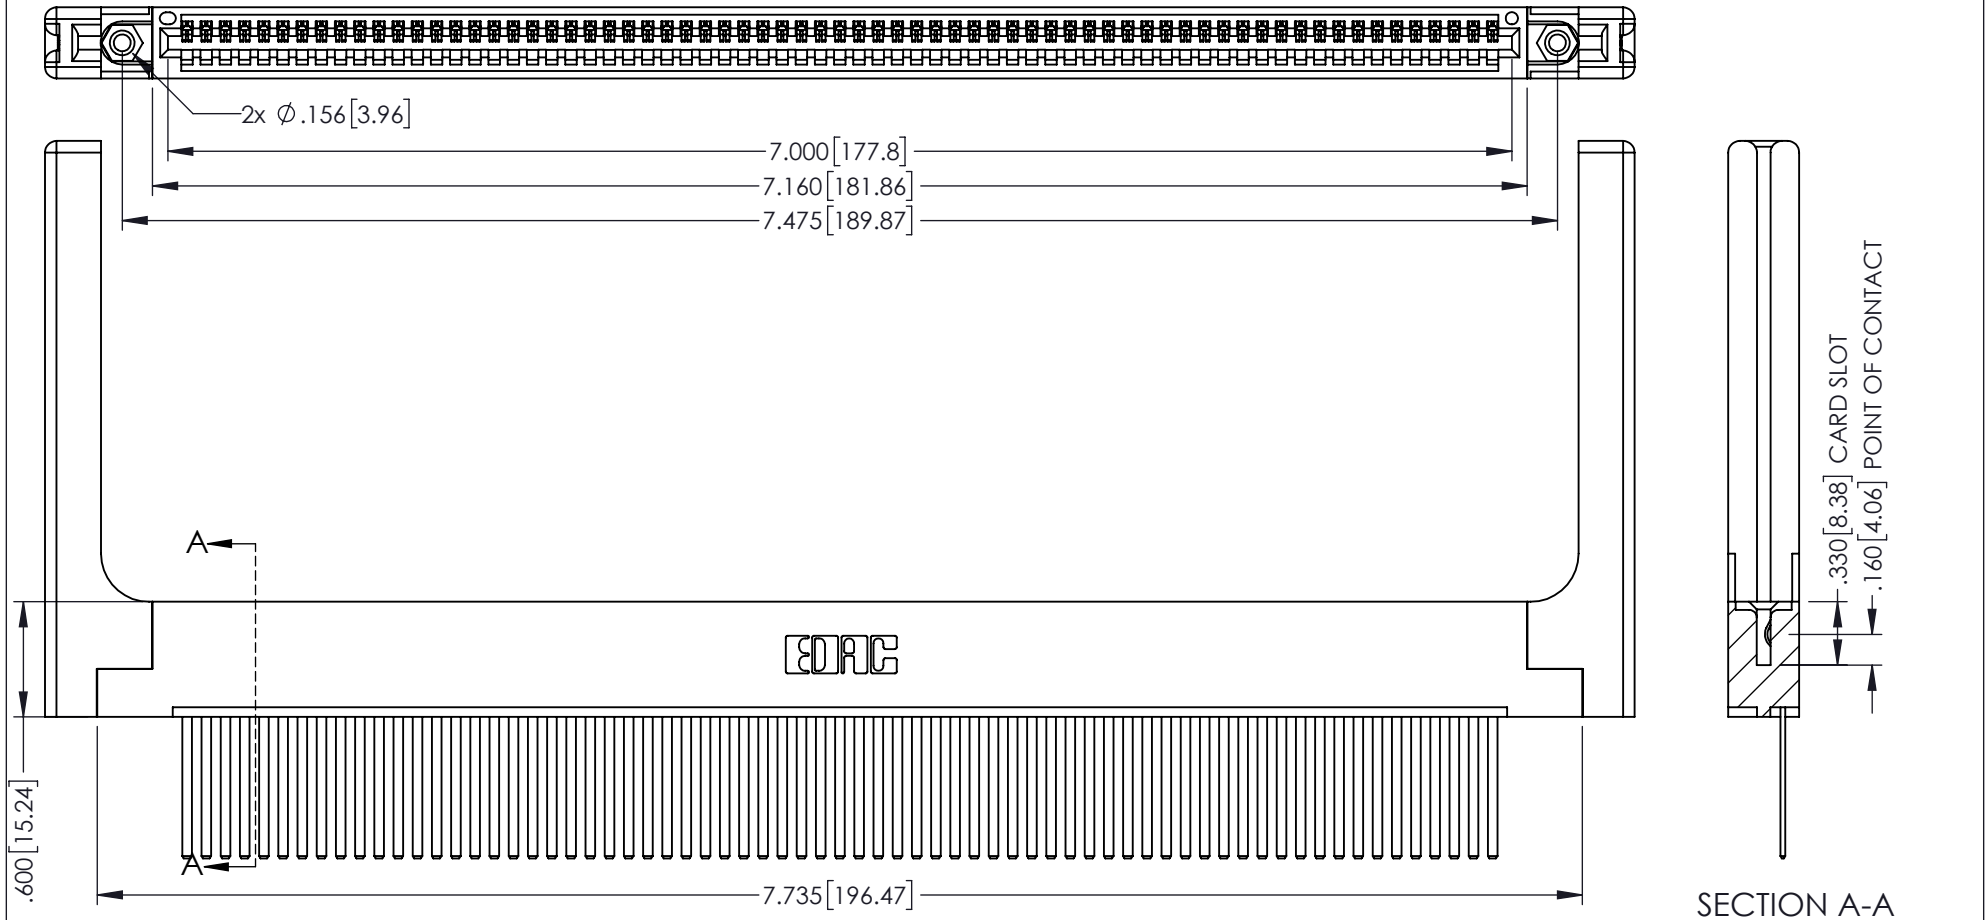 2x ∅.156[3.96]
7.000[177.8]
7.160[181.86]
7.475[189.87]
.330[8.38] CARD SLOT
.160[4.06] POINT OF CONTACT
A
EDAC
.600[15.24]
A
7.735[196.47]
SECTION A-A